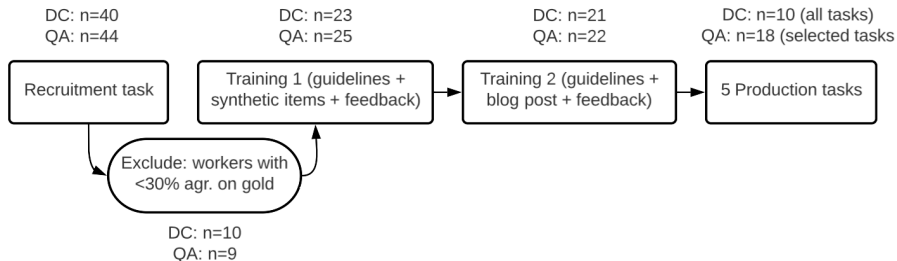 DC: n=40
QA: n=44
DC: n=23
QA: n=25
DC: n=21
QA: n=22
DC: n=10 (all tasks)
QA: n=18 (selected tasks
Recruitment task
Training 1 (guidelines +
synthetic items + feedback)
Training 2 (guidelines +
blog post + feedback)
5 Production tasks
Exclude: workers with
<30% agr. on gold
DC: n=10
QA: n=9